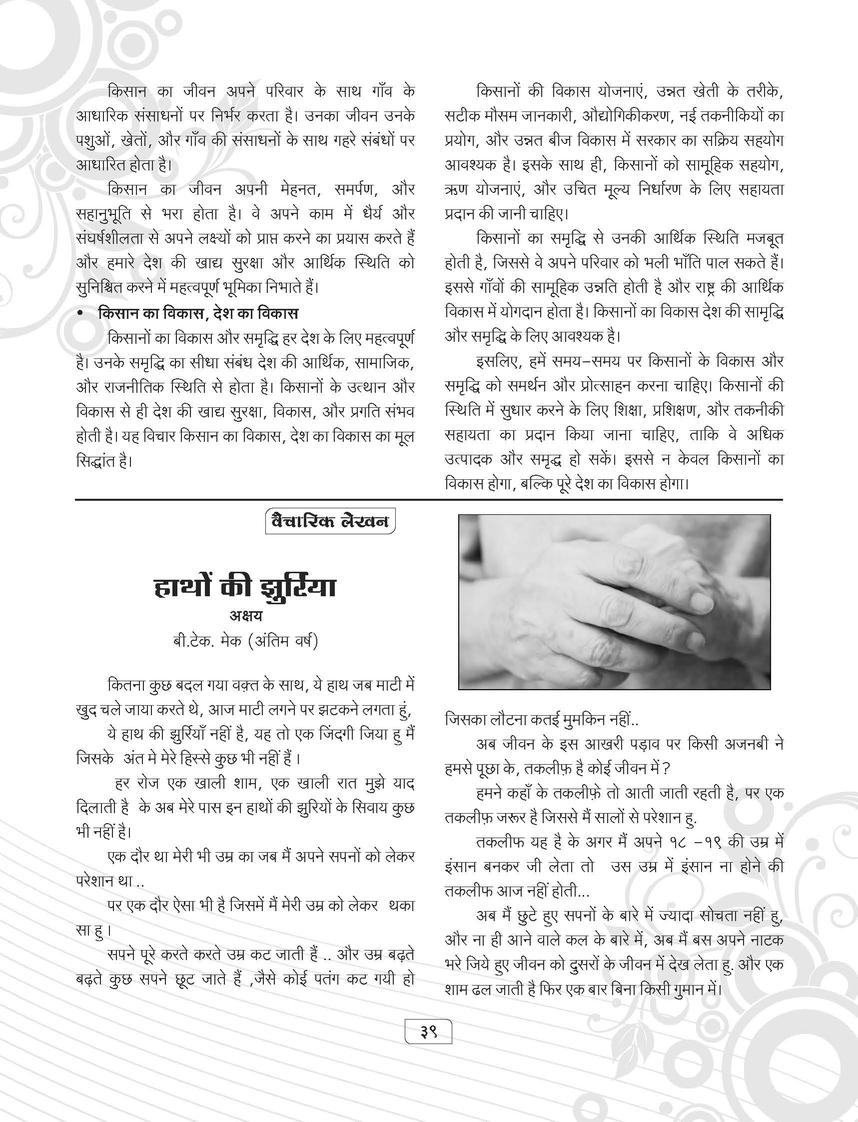 किसान का जीवन अपने परिवार के साथ गाँव के
आधारिक संसाधनों पर निर्भर करता है। उनका जीवन उनके
पशुओं, खेतों, और गाँव की संसाधनों के साथ गहरे संबंधों पर
आधारित होता है।
किसान का जीवन अपनी मेहनत, समर्पण, और
सहानुभूति से भरा होता है। वे अपने काम में धैर्य और
संघर्षशीलता से अपने लक्ष्यों को प्राप्त करने का प्रयास करते हैं
और हमारे देश की खाद्य सुरक्षा और आर्थिक स्थिति को
सुनिश्चित करने में महत्वपूर्ण भूमिका निभाते हैं।
• किसान का विकास, देश का विकास
किसानों का विकास और समृद्धि हर देश के लिए महत्वपूर्ण
है। उनके समृद्धि का सीधा संबंध देश की आर्थिक, सामाजिक,
और राजनीतिक स्थिति से होता है। किसानों के उत्थान और
विकास से ही देश की खाद्य सुरक्षा, विकास, और प्रगति संभव
होती है। यह विचार किसान का विकास, देश का विकास का मूल
सिद्धांत है।
किसानों की विकास योजनाएं, उन्नत खेती के तरीके,
सटीक मौसम जानकारी, औद्योगिकीकरण, नई तकनीकियों का
प्रयोग, और उन्नत बीज विकास में सरकार का सक्रिय सहयोग
आवश्यक है। इसके साथ ही, किसानों को सामूहिक सहयोग,
ऋण योजनाएं, और उचित मूल्य निर्धारण के लिए सहायता
प्रदान की जानी चाहिए।
किसानों का समृद्धि से उनकी आर्थिक स्थिति मजबूत
होती है, जिससे वे अपने परिवार को भली भाँति पाल सकते हैं।
इससे गाँवों की सामूहिक उन्नति होती है और राष्ट्र की आर्थिक
विकास में योगदान होता है। किसानों का विकास देश की सामृद्धि
और समृद्धि के लिए आवश्यक है।
इसलिए, हमें समय-समय पर किसानों के विकास और
समृद्धि को समर्थन और प्रोत्साहन करना चाहिए। किसानों की
स्थिति में सुधार करने के लिए शिक्षा, प्रशिक्षण, और तकनीकी
सहायता का प्रदान किया जाना चाहिए, ताकि वे अधिक
उत्पादक और समृद्ध हो सकें। इससे न केवल किसानों का
विकास होगा, बल्कि पूरे देश का विकास होगा।
वैचारिक लेखन
हाथों की झुर्रिया
अक्षय
बी.टेक. मेक (अंतिम वर्ष)
कितना कुछ बदल गया वक़्त के साथ, ये हाथ जब माटी में
खुद चले जाया करते थे, आज माटी लगने पर झटकने लगता हुं,
ये हाथ की झुर्रियाँ नहीं है, यह तो एक जिंदगी जिया हु मैं
जिसके अंत मे मेरे हिस्से कुछ भी नहीं हैं ।
हर रोज एक खाली शाम, एक खाली रात मुझे याद
दिलाती है के अब मेरे पास इन हाथों की झुरियों के सिवाय कुछ
भी नहीं है।
एक दौर था मेरी भी उम्र का जब मैं अपने सपनों को लेकर
परेशान था ..
पर एक दौर ऐसा भी है जिसमें मैं मेरी उम्र को लेकर थका
सा हु ।
सपने पूरे करते करते उम्र कट जाती हैं .. और उम्र बढ़ते
बढ़ते कुछ सपने छूट जाते हैं ,जैसे कोई पतंग कट गयी हो
जिसका लौटना कतई मुमकिन नहीं..
अब जीवन के इस आखरी पड़ाव पर किसी अजनबी ने
हमसे पूछा के, तकलीफ़ है कोई जीवन में ?
हमने कहाँ के तकलीफ़े तो आती जाती रहती है, पर एक
तकलीफ़ जरूर है जिससे मैं सालों से परेशान हु.
तकलीफ यह है के अगर मैं अपने १८ -१९ की उम्र में
इंसान बनकर जी लेता तो उस उम्र में इंसान ना होने की
तकलीफ आज नहीं होती...
अब मैं छुटे हुए सपनों के बारे में ज्यादा सोचता नहीं हु,
और ना ही आने वाले कल के बारे में, अब मैं बस अपने नाटक
भरे जिये हुए जीवन को दुसरों के जीवन में देख लेता हु. और एक
शाम ढल जाती है फिर एक बार बिना किसी गुमान में।
३९